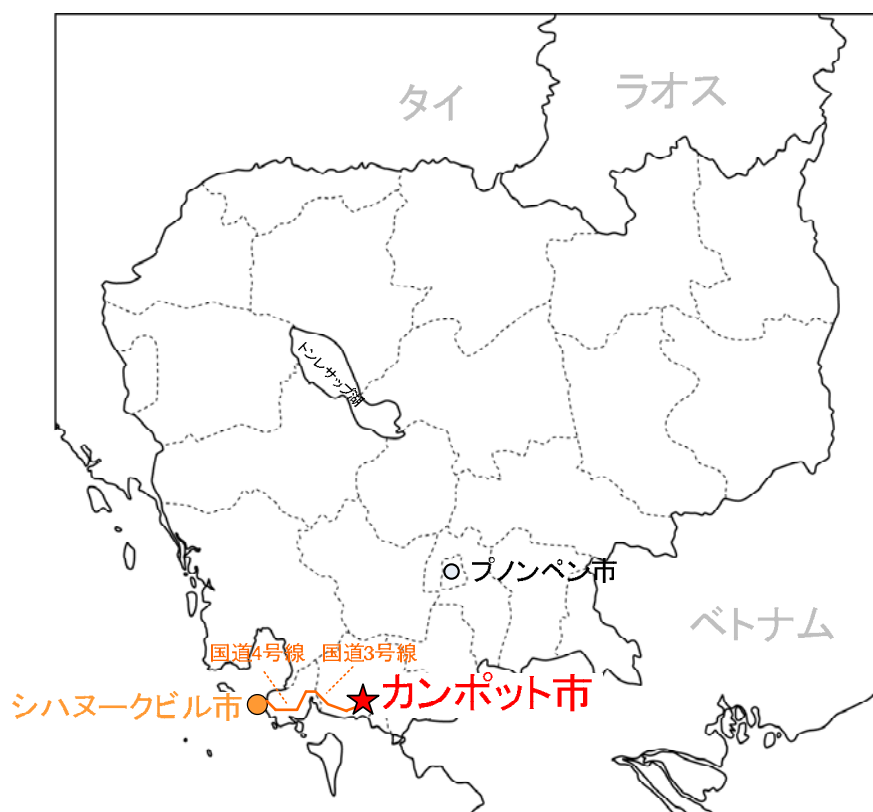 タイ
ラオス
トンレサップ湖
プノンペン市
ベトナム
国道4号線
国道3号線
シハヌークビル市
カンポット市